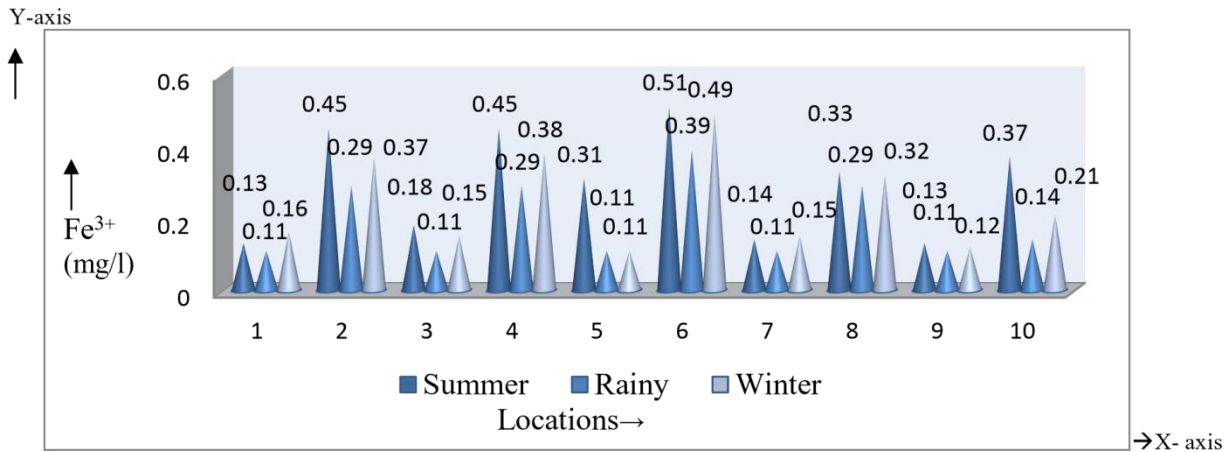 Y-axis
Fe³⁺
(mg/l)
0.6
0.4
0.2
0
0.13 0.11 0.16
0.45 0.29 0.37
0.18 0.11 0.15
0.45 0.29 0.38
0.31 0.11 0.11
0.51 0.39 0.49
0.14 0.11 0.15
0.33 0.29 0.32
0.13 0.11 0.12
0.37 0.14 0.21
1 2 3 4 5 6 7 8 9 10
Summer Rainy Winter
Locations→
→X- axis